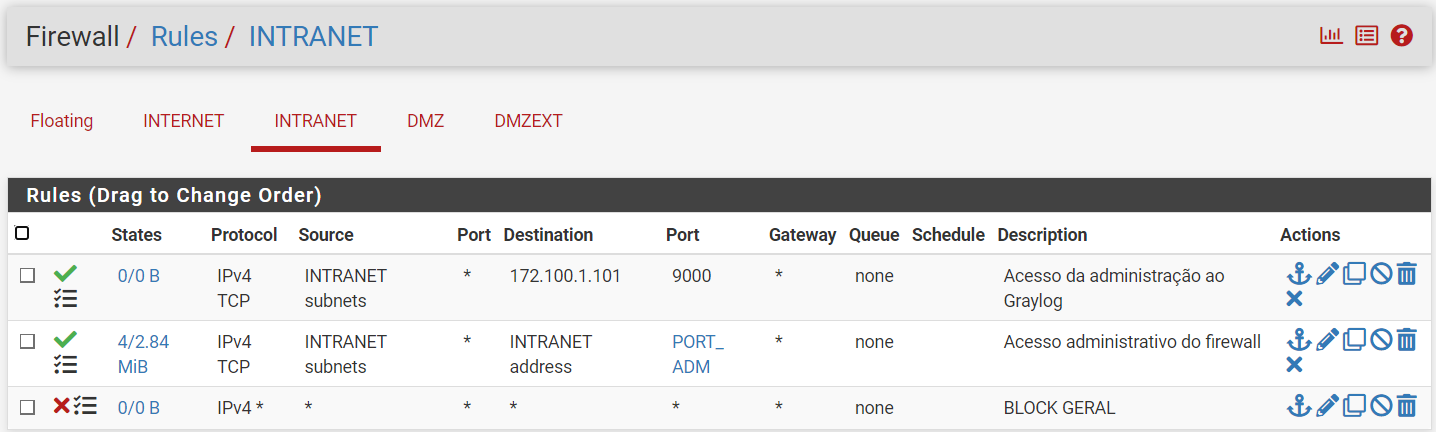 Firewall / Rules / INTRANET
Floating INTERNET INTRANET DMZ DMZEXT
Rules (Drag to Change Order)
States Protocol Source Port Destination Port Gateway Queue Schedule Description Actions
0/0 B IPv4 INTRANET * 172.100.1.101 9000 * none Acesso da administração ao
TCP subnets Graylog
4/2.84 IPv4 INTRANET * INTRANET PORT_ * none Acesso administrativo do firewall
MiB TCP subnets address ADM
0/0 B IPv4 * * * * * * none BLOCK GERAL